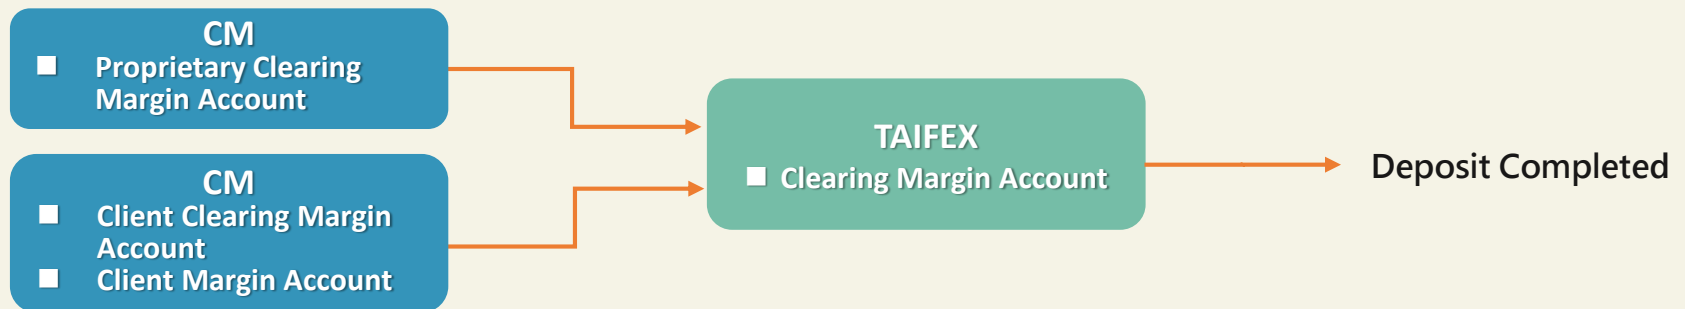 CM
■ Proprietary Clearing
Margin Account
CM
■ Client Clearing Margin
Account
■ Client Margin Account
TAIFEX
■ Clearing Margin Account
Deposit Completed